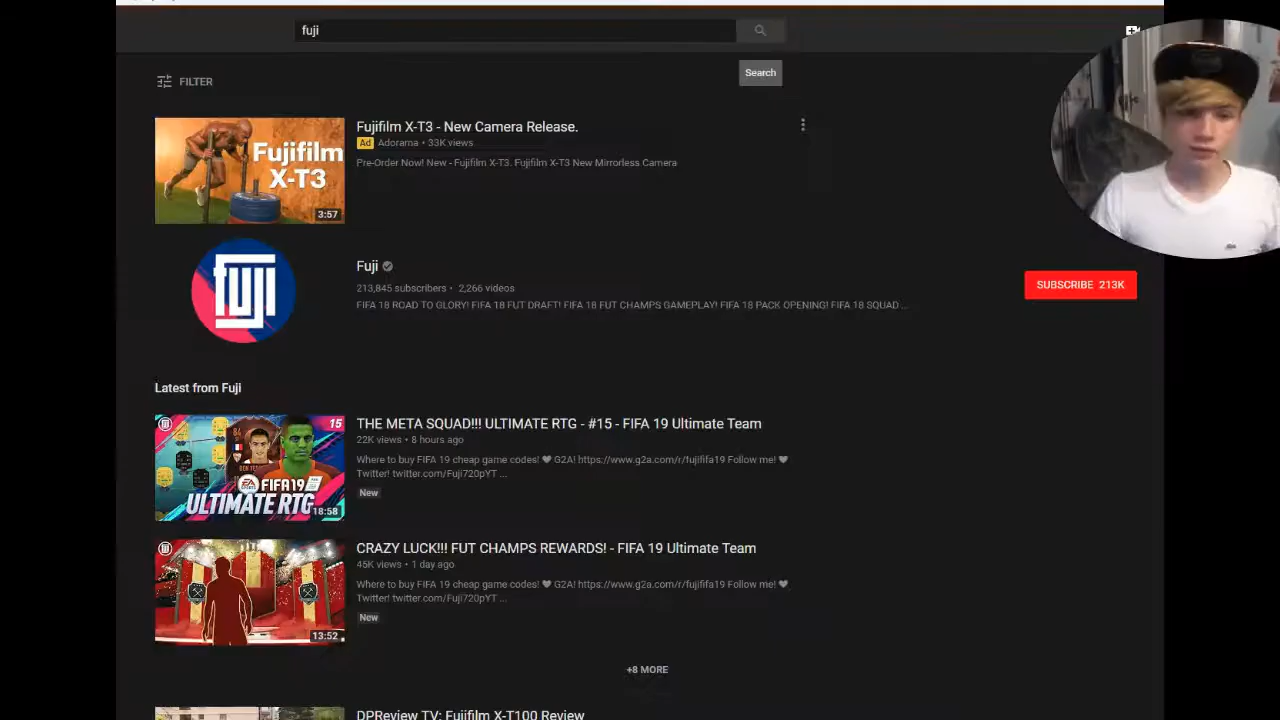 fuji
Search
FILTER
Fujifilm X-T3 - New Camera Release.
Ad Adorama • 33K views
Pre-Order Now! New - Fujifilm X-T3. Fujifilm X-T3 New Mirrorless Camera
Fujifilm
X-T3
3:57
fuji
Fuji
213,845 subscribers • 2,266 videos
FIFA 18 ROAD TO GLORY! FIFA 18 FUT DRAFT! FIFA 18 FUT CHAMPS GAMEPLAY! FIFA 18 PACK OPENING! FIFA 18 SQUAD ...
SUBSCRIBE 213K
Latest from Fuji
THE META SQUAD!!! ULTIMATE RTG - #15 - FIFA 19 Ultimate Team
22K views • 8 hours ago
Where to buy FIFA 19 cheap game codes! ❤ G2A! https://www.g2a.com/r/fujififa19 Follow me! ❤
Twitter! twitter.com/Fuji720pYT ...
New
15
FIFA 19
ULTIMATE RTG
18:58
CRAZY LUCK!!! FUT CHAMPS REWARDS! - FIFA 19 Ultimate Team
45K views • 1 day ago
Where to buy FIFA 19 cheap game codes! ❤ G2A! https://www.g2a.com/r/fujififa19 Follow me! ❤
Twitter! twitter.com/Fuji720pYT ...
New
13:52
+8 MORE
DPReview TV: Fujifilm X-T100 Review